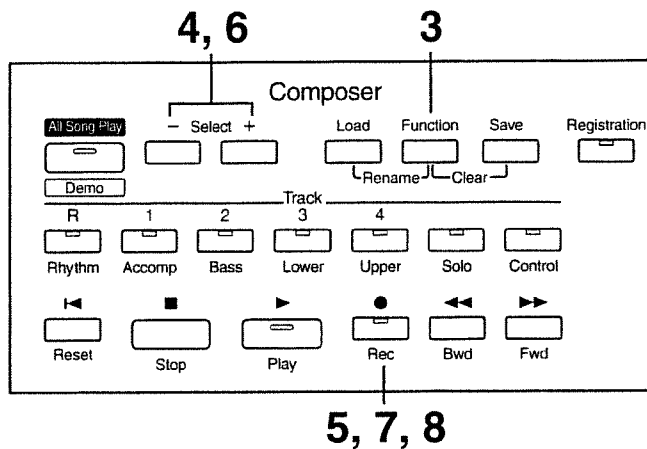 4, 6 3
Composer
All Song Play − Select + Load Function Save Registration
Demo Rename Clear
Track
R 1 2 3 4
Rhythm Accomp Bass Lower Upper Solo Control
Reset Stop Play Rec Bwd Fwd
5, 7, 8